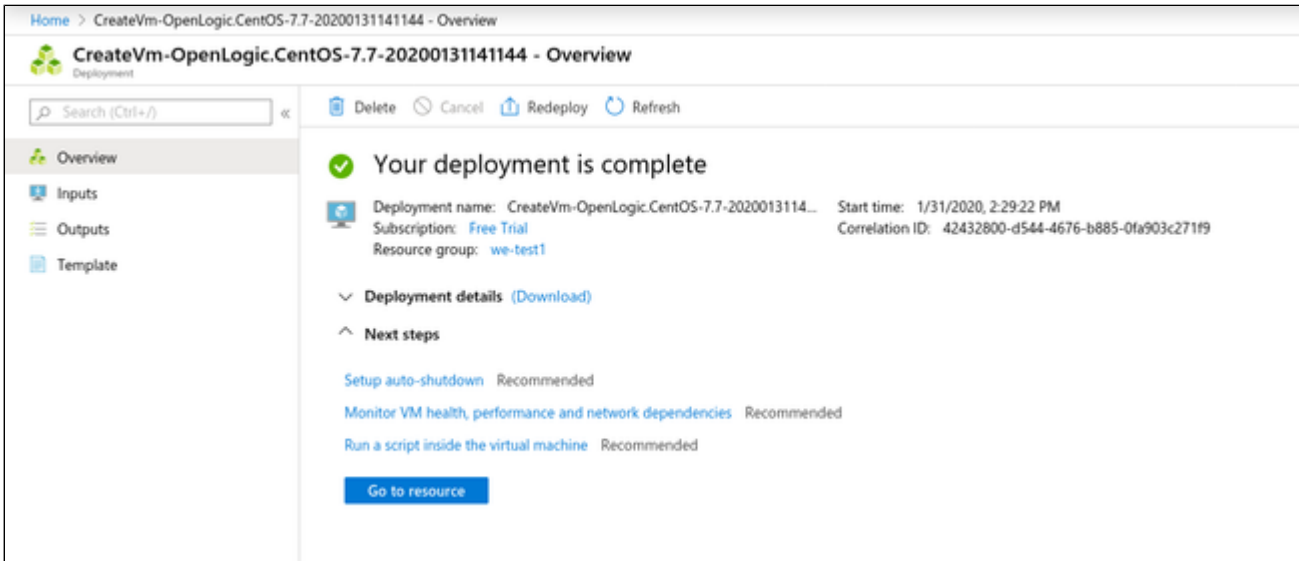 Home > CreateVm-OpenLogic.CentOS-7.7-20200131141144 - Overview
CreateVm-OpenLogic.CentOS-7.7-20200131141144 - Overview
Deployment
Search (Ctrl+/) «
Delete Cancel Redeploy Refresh
Overview
Inputs
Outputs
Template
Your deployment is complete
Deployment name: CreateVm-OpenLogic.CentOS-7.7-2020013114... Start time: 1/31/2020, 2:29:22 PM
Subscription: Free Trial Correlation ID: 42432800-d544-4676-b885-0fa903c271f9
Resource group: we-test1
Deployment details (Download)
Next steps
Setup auto-shutdown Recommended
Monitor VM health, performance and network dependencies Recommended
Run a script inside the virtual machine Recommended
Go to resource